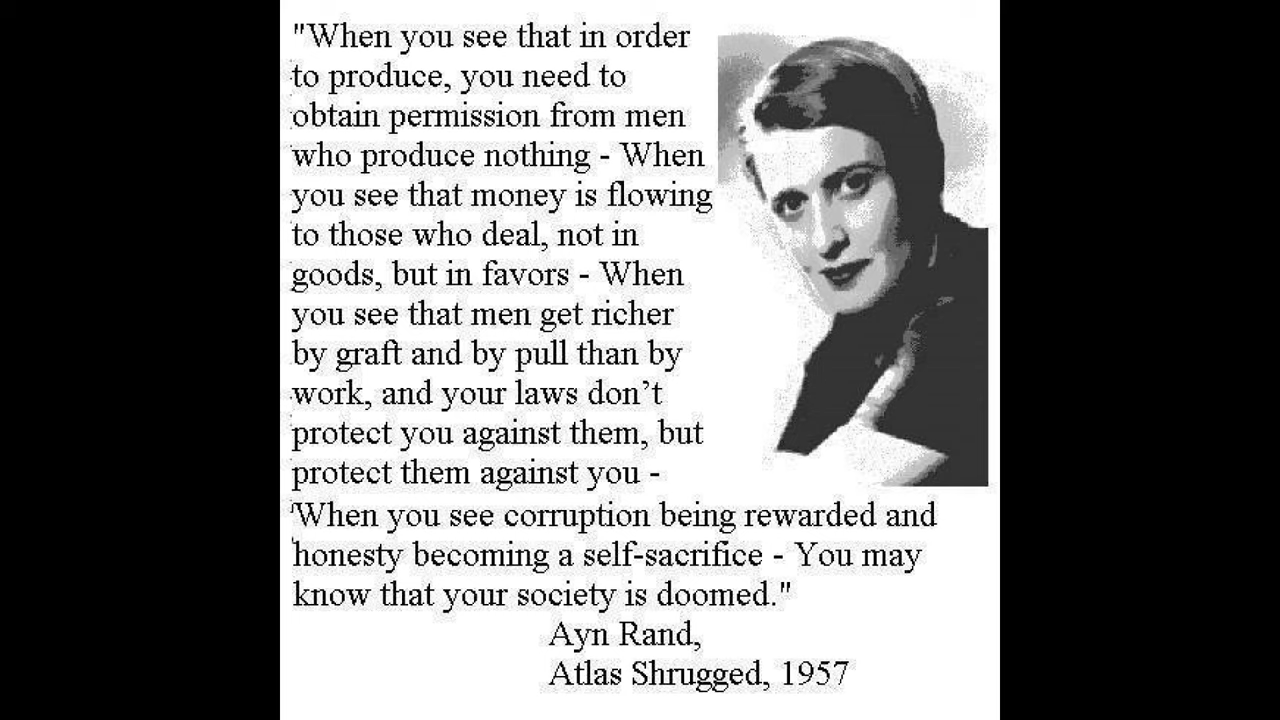 "When you see that in order
to produce, you need to
obtain permission from men
who produce nothing - When
you see that money is flowing
to those who deal, not in
goods, but in favors - When
you see that men get richer
by graft and by pull than by
work, and your laws don’t
protect you against them, but
protect them against you -
'When you see corruption being rewarded and
honesty becoming a self-sacrifice - You may
know that your society is doomed."
Ayn Rand,
Atlas Shrugged, 1957